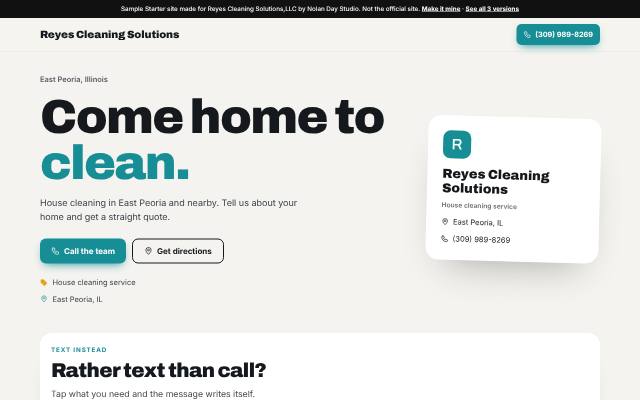 Sample Starter site made for Reyes Cleaning Solutions,LLC by Nolan Day Studio. Not the official site. Make it mine · See all 3 versions
Reyes Cleaning Solutions
(309) 989-8269
East Peoria, Illinois
Come home to
clean.
House cleaning in East Peoria and nearby. Tell us about your
home and get a straight quote.
Call the team
Get directions
House cleaning service
East Peoria, IL
R
Reyes Cleaning
Solutions
House cleaning service
East Peoria, IL
(309) 989-8269
TEXT INSTEAD
Rather text than call?
Tap what you need and the message writes itself.